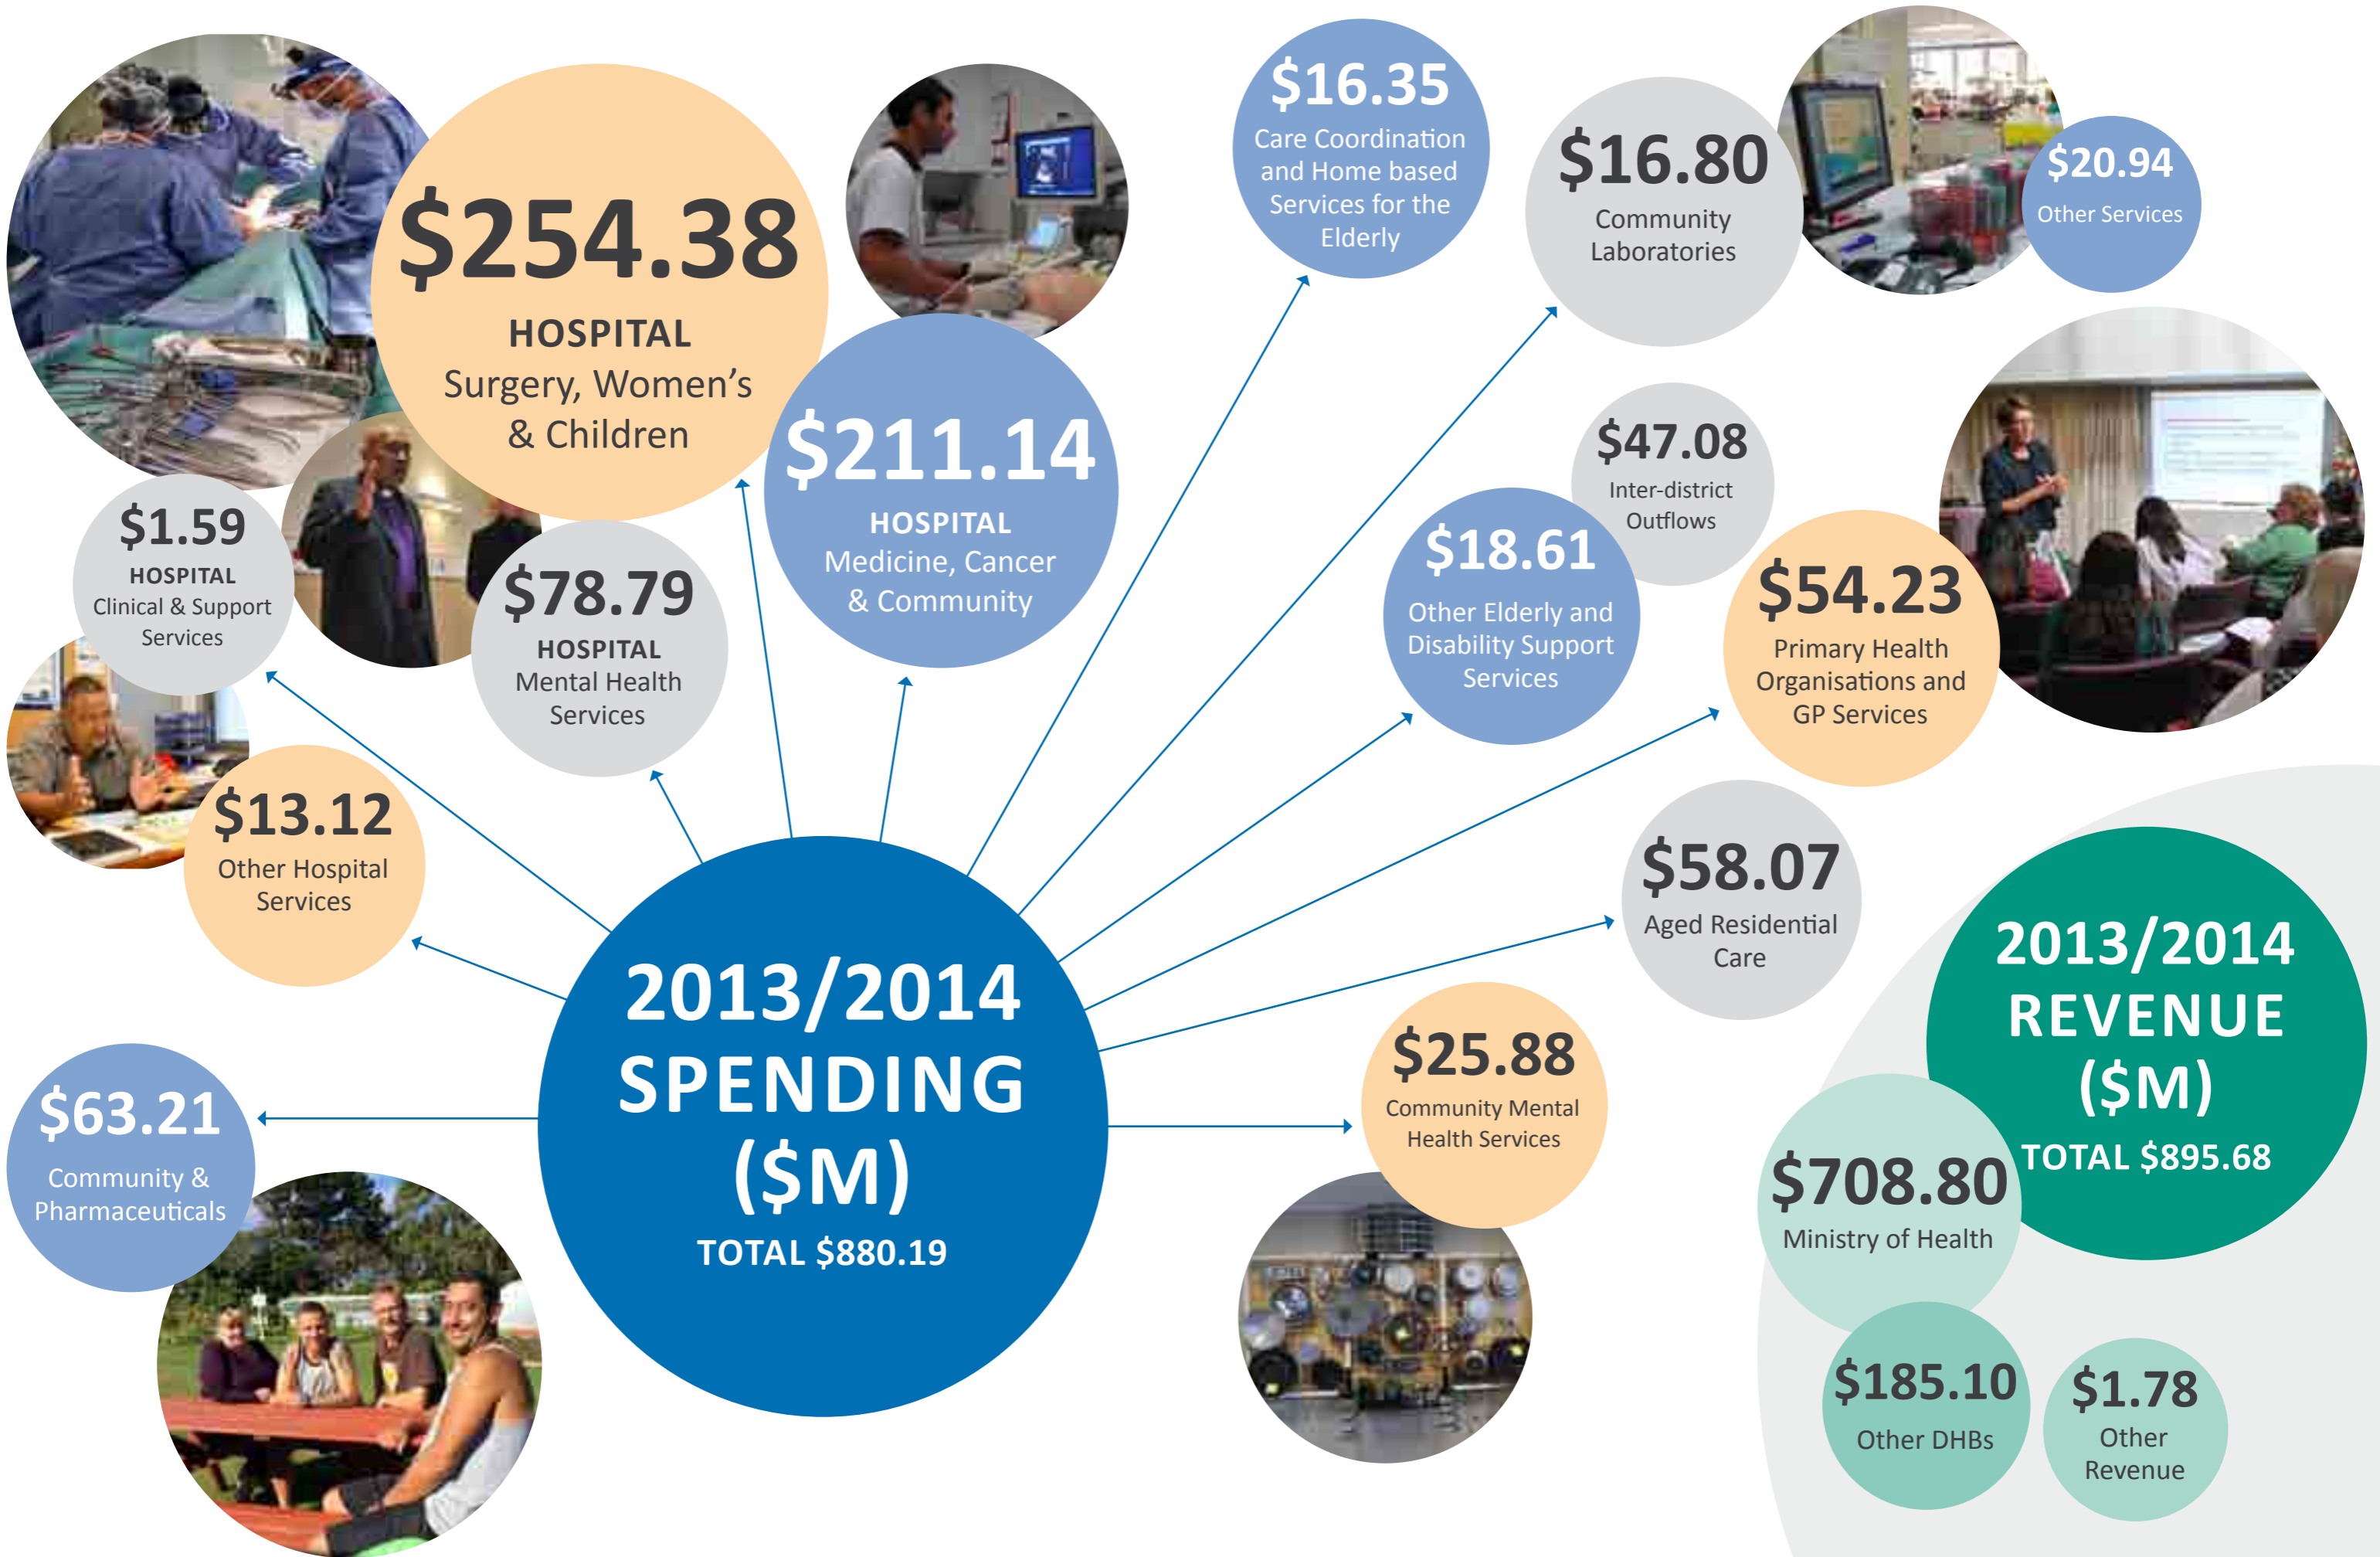 $254.38
HOSPITAL
Surgery, Women’s
& Children
$211.14
HOSPITAL
Medicine, Cancer
& Community
$16.35
Care Coordination
and Home based
Services for the
Elderly
$16.80
Community
Laboratories
$20.94
Other Services
$47.08
Inter-district
Outflows
$18.61
Other Elderly and
Disability Support
Services
$54.23
Primary Health
Organisations and
GP Services
$1.59
HOSPITAL
Clinical & Support
Services
$78.79
HOSPITAL
Mental Health
Services
$13.12
Other Hospital
Services
$58.07
Aged Residential
Care
$63.21
Community &
Pharmaceuticals
2013/2014
SPENDING
($M)
TOTAL $880.19
$25.88
Community Mental
Health Services
2013/2014
REVENUE
($M)
TOTAL $895.68
$708.80
Ministry of Health
$185.10
Other DHBs
$1.78
Other
Revenue